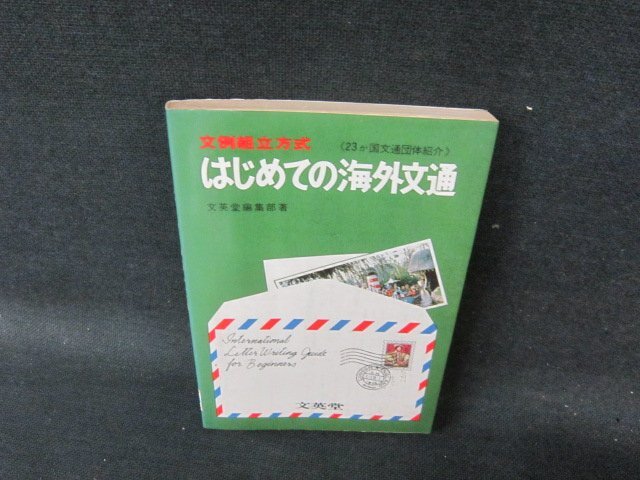 文例組立方式
《23か国文通団体紹介》
はじめての海外文通
文英堂編集部著
International
Letter Writing Guide
for Beginners
文英堂